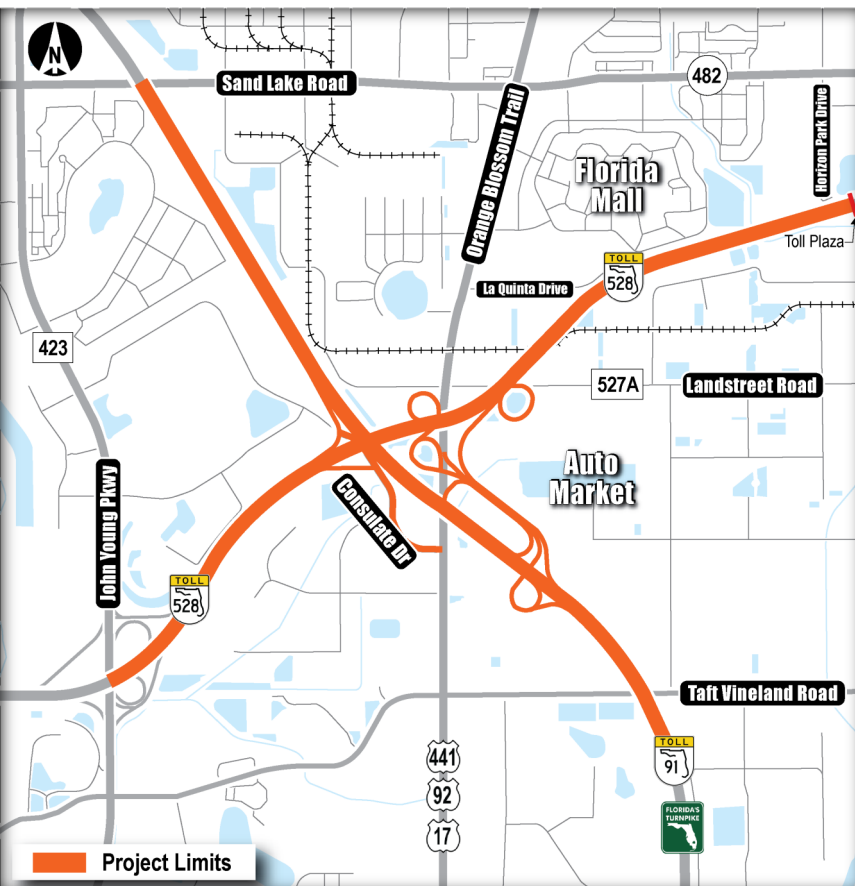 N
Sand Lake Road
482
Orange Blossom Trail
Horizon Park Drive
Florida
Mall
Toll Plaza
TOLL
528
La Quinta Drive
423
527A
Landstreet Road
Auto
Market
Consulate Dr
John Young Pkwy
TOLL
528
Taft Vineland Road
TOLL
91
441
92
17
FLORIDA'S
TURNPIKE
Project Limits